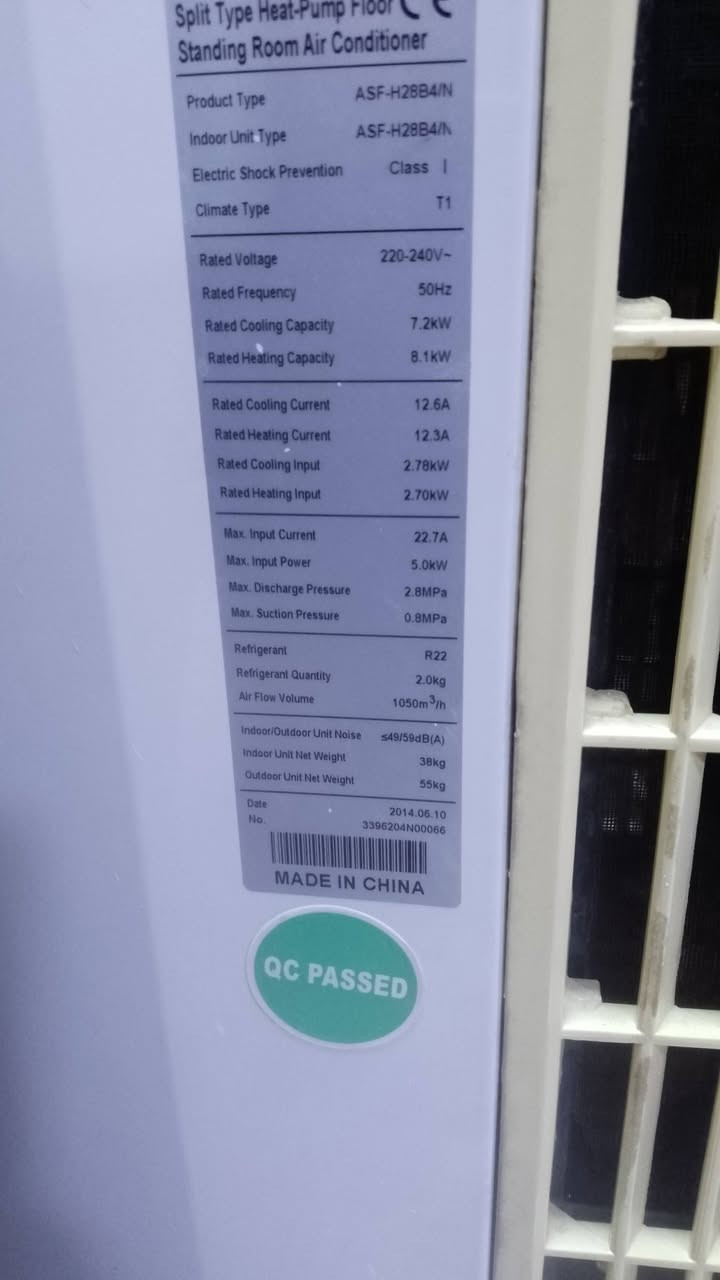 Split Type Heat-Pump Floor CE
Standing Room Air Conditioner
Product Type ASF-H28B4/N
Indoor Unit Type ASF-H28B4/N
Electric Shock Prevention Class I
Climate Type T1
Rated Voltage 220-240V~
Rated Frequency 50Hz
Rated Cooling Capacity 7.2kW
Rated Heating Capacity 8.1kW
Rated Cooling Current 12.6A
Rated Heating Current 12.3A
Rated Cooling Input 2.78kW
Rated Heating Input 2.70kW
Max. Input Current 22.7A
Max. Input Power 5.0kW
Max. Discharge Pressure 2.8MPa
Max. Suction Pressure 0.8MPa
Refrigerant R22
Refrigerant Quantity 2.0kg
Air Flow Volume 1050m³/h
Indoor/Outdoor Unit Noise ≤49/59dB(A)
Indoor Unit Net Weight 38kg
Outdoor Unit Net Weight 55kg
Date 2014.06.10
No. 3396204N00066
MADE IN CHINA
QC PASSED